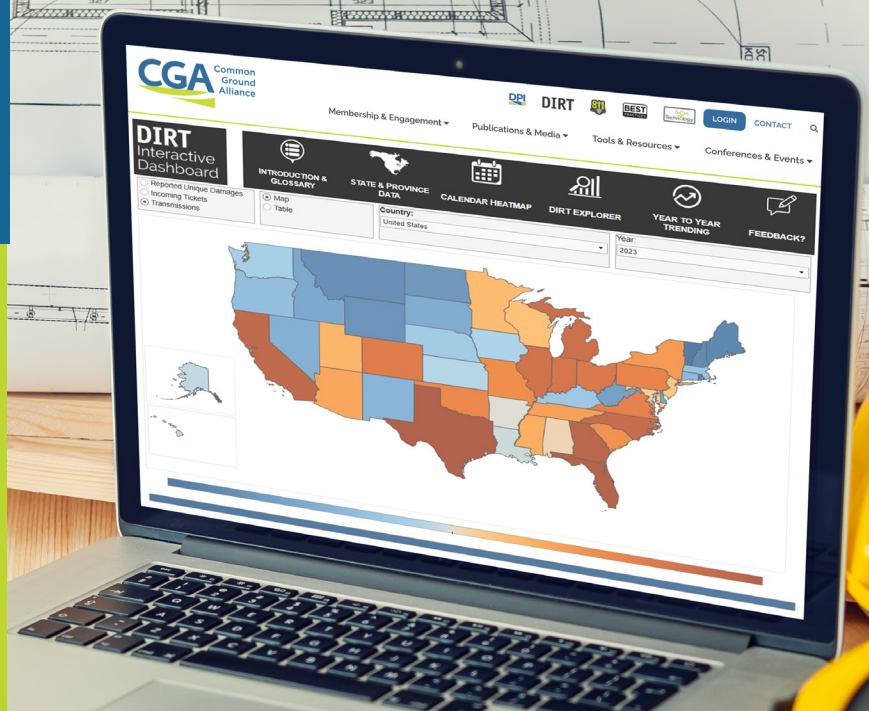 CGA
Common
Ground
Alliance
DPI DIRT 811 BEST PRACTICES Technology LOGIN CONTACT
Membership & Engagement Publications & Media Tools & Resources Conferences & Events
DIRT
Interactive
Dashboard
INTRODUCTION &
GLOSSARY
STATE & PROVINCE
DATA
CALENDAR HEATMAP
DIRT EXPLORER
YEAR TO YEAR
TRENDING
FEEDBACK?
Reported Unique Damages
Incoming Tickets
Transmissions
Map
Table
Country:
United States
Year:
2023